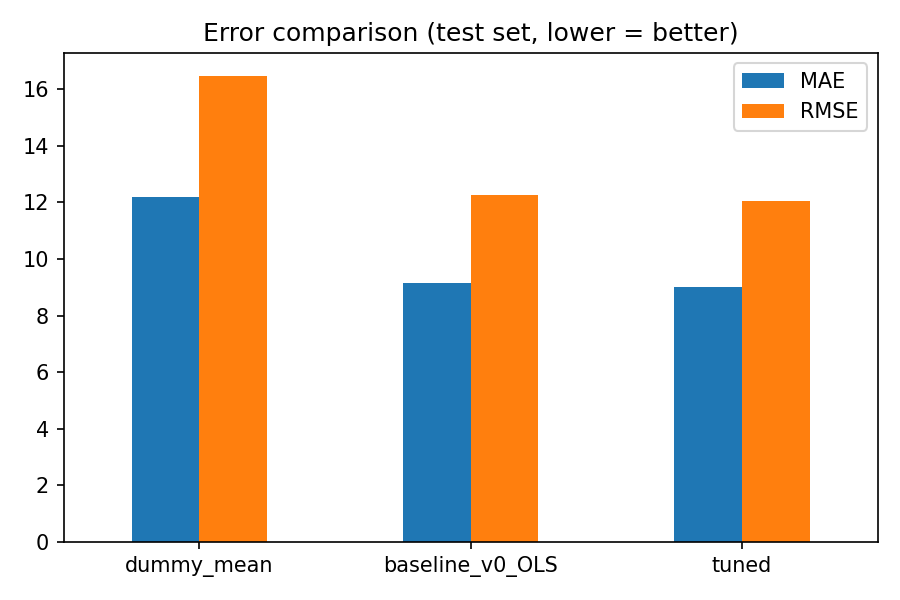 Error comparison (test set, lower = better)
MAE
RMSE
16
14
12
10
8
6
4
2
0
dummy_mean baseline_v0_OLS tuned